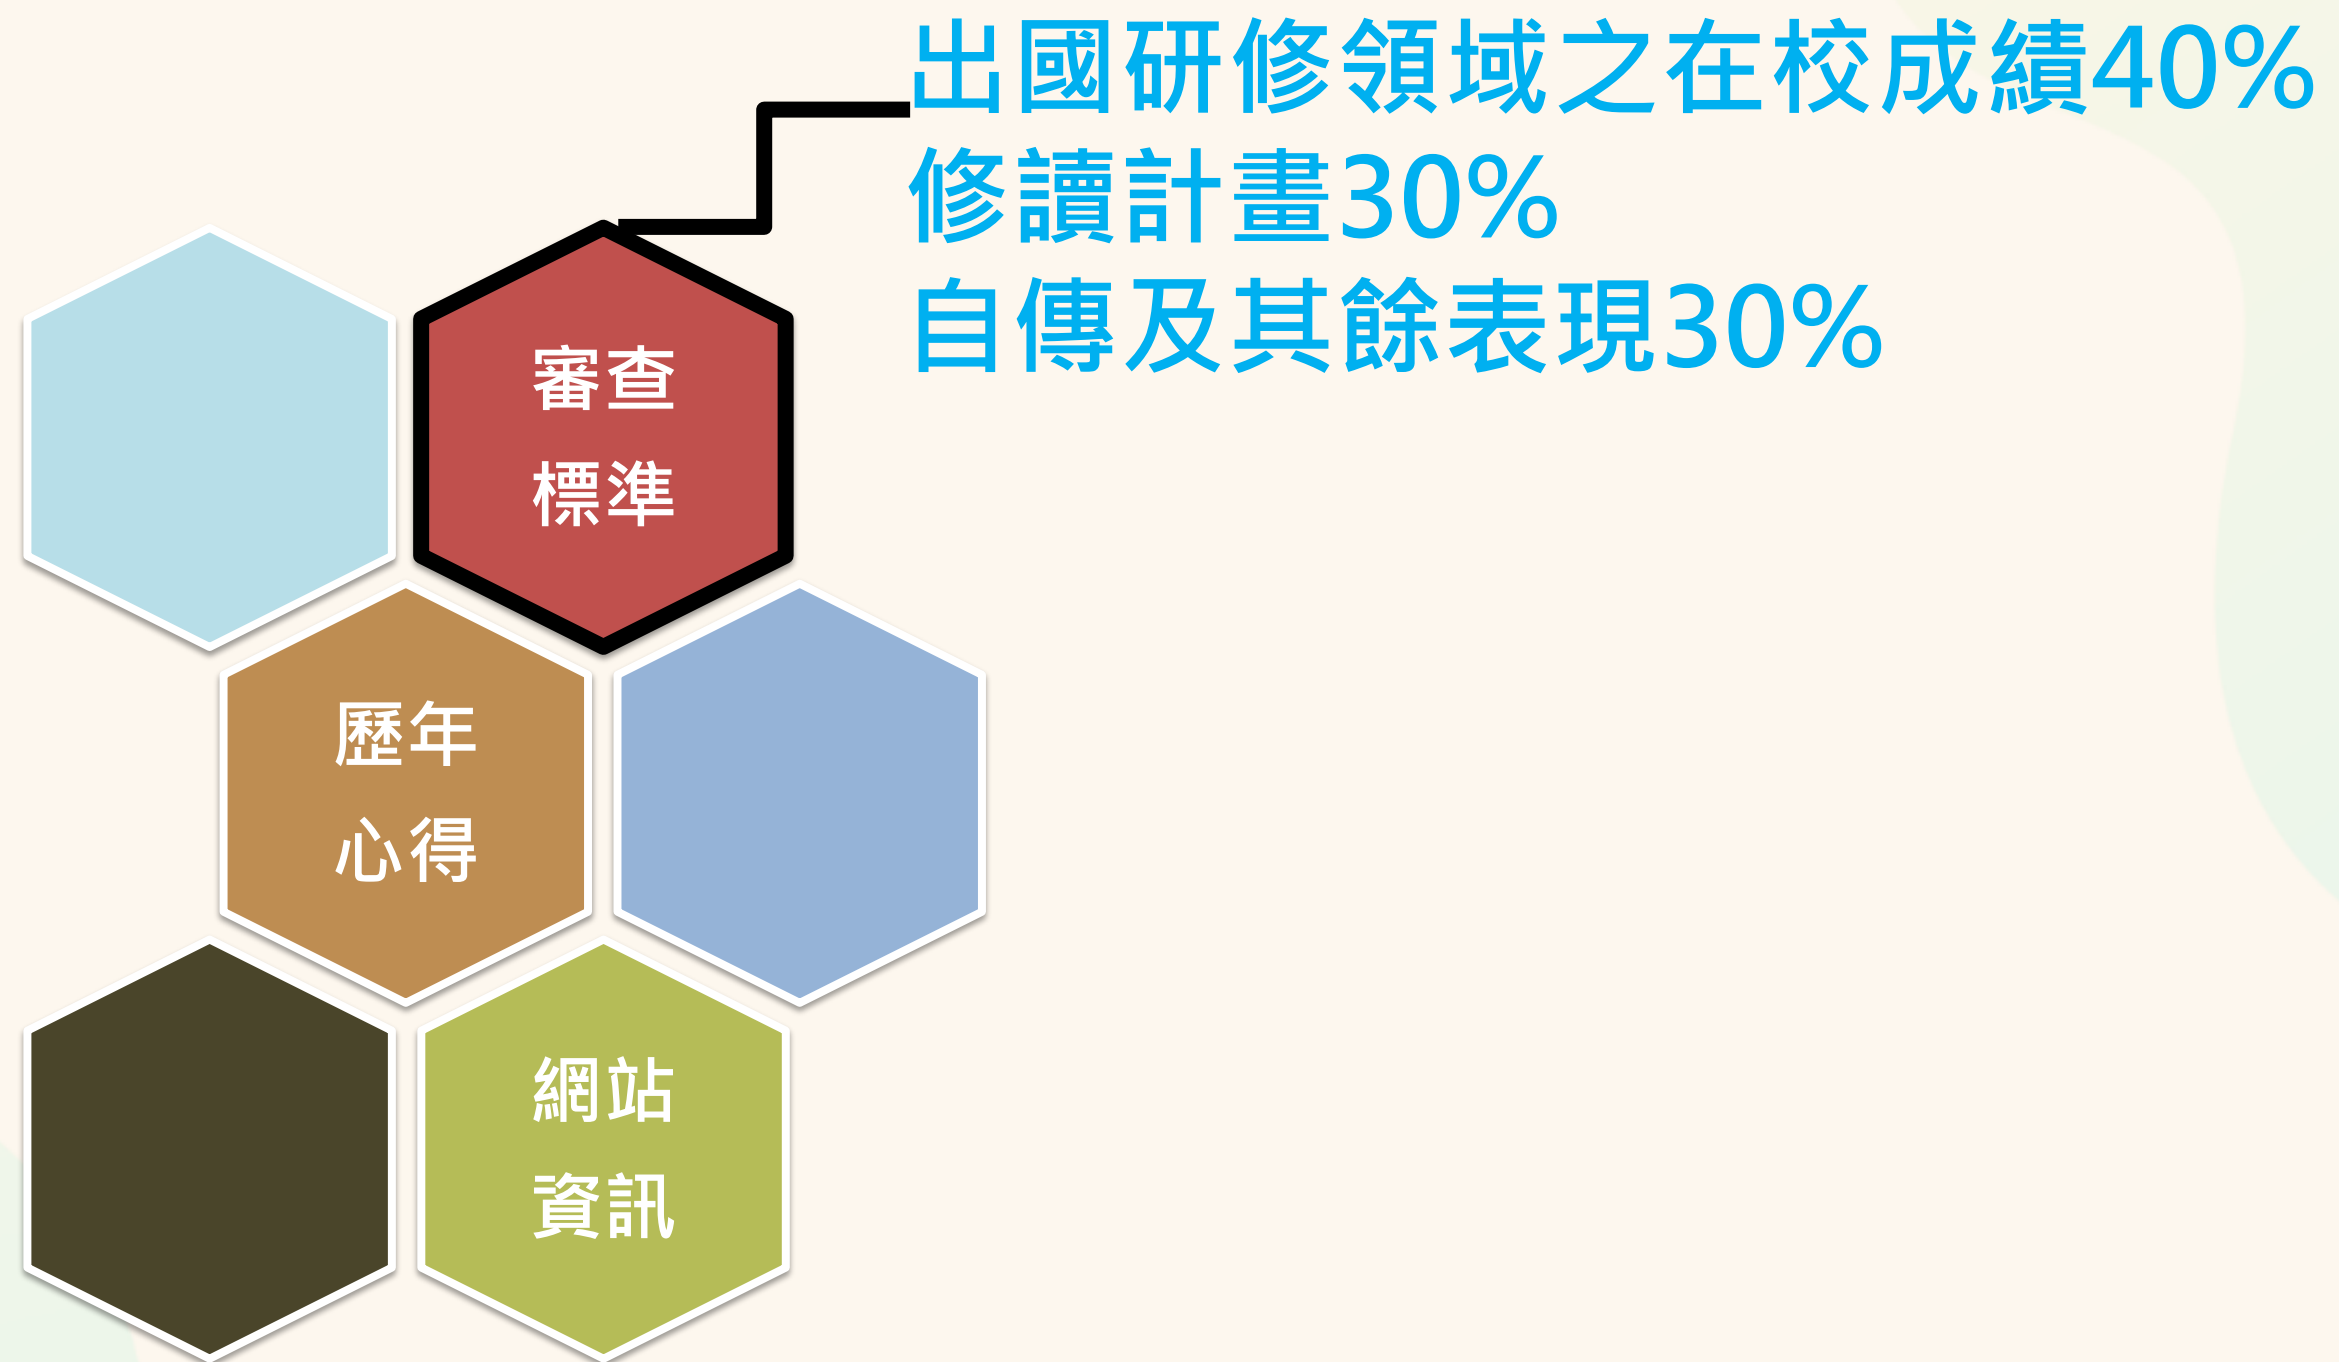 出國研修領域之在校成績40%
修讀計畫30%
自傳及其餘表現30%
審查
標準
歷年
心得
網站
資訊